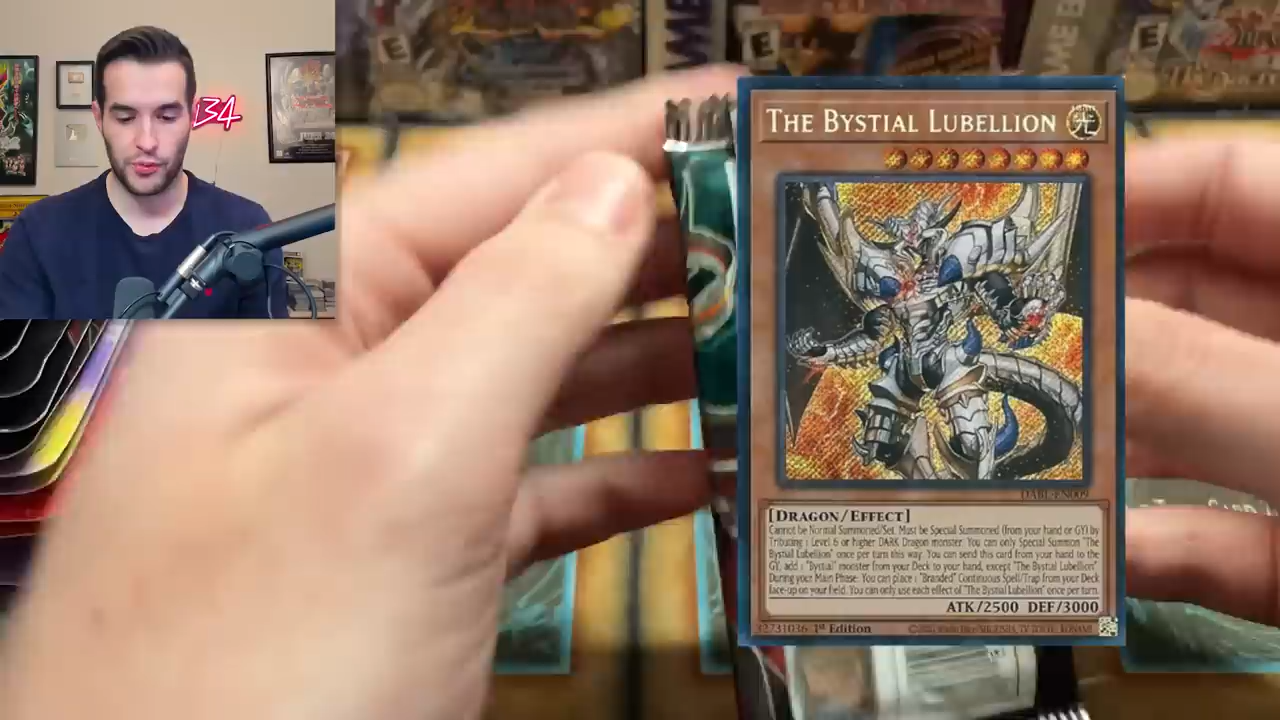 134
GAME BOY
E
E
E
THE BYSTIAL LUBELLION 光
DABL-EN009
[DRAGON/EFFECT]
Cannot be Normal Summoned/Set. Must be Special Summoned (from your hand or GY) by
Tributing 1 Level 6 or higher DARK Dragon monster. You can only Special Summon "The
Bystial Lubellion" once per turn this way. You can send this card from your hand to the
GY; add 1 "Bystial" monster from your Deck to your hand, except "The Bystial Lubellion".
During your Main Phase: You can place 1 "Branded" Continuous Spell/Trap from your Deck
face-up on your field. You can only use each effect of "The Bystial Lubellion" once per turn.
ATK/2500 DEF/3000
32731036 1st Edition